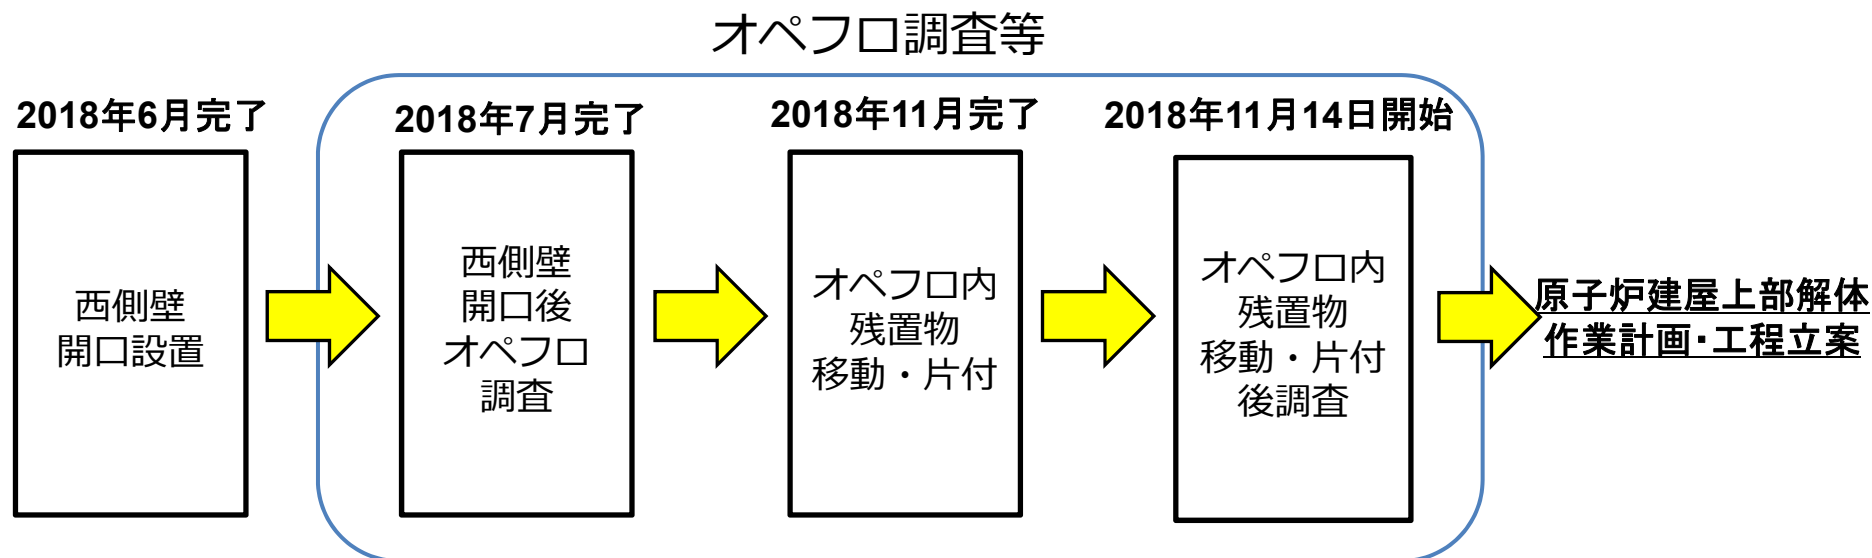 オペフロ調査等
2018年6月完了
西側壁
開口設置
2018年7月完了
西側壁
開口後
オペフロ
調査
2018年11月完了
オペフロ内
残置物
移動・片付
2018年11月14日開始
オペフロ内
残置物
移動・片付
後調査
原子炉建屋上部解体
作業計画・工程立案